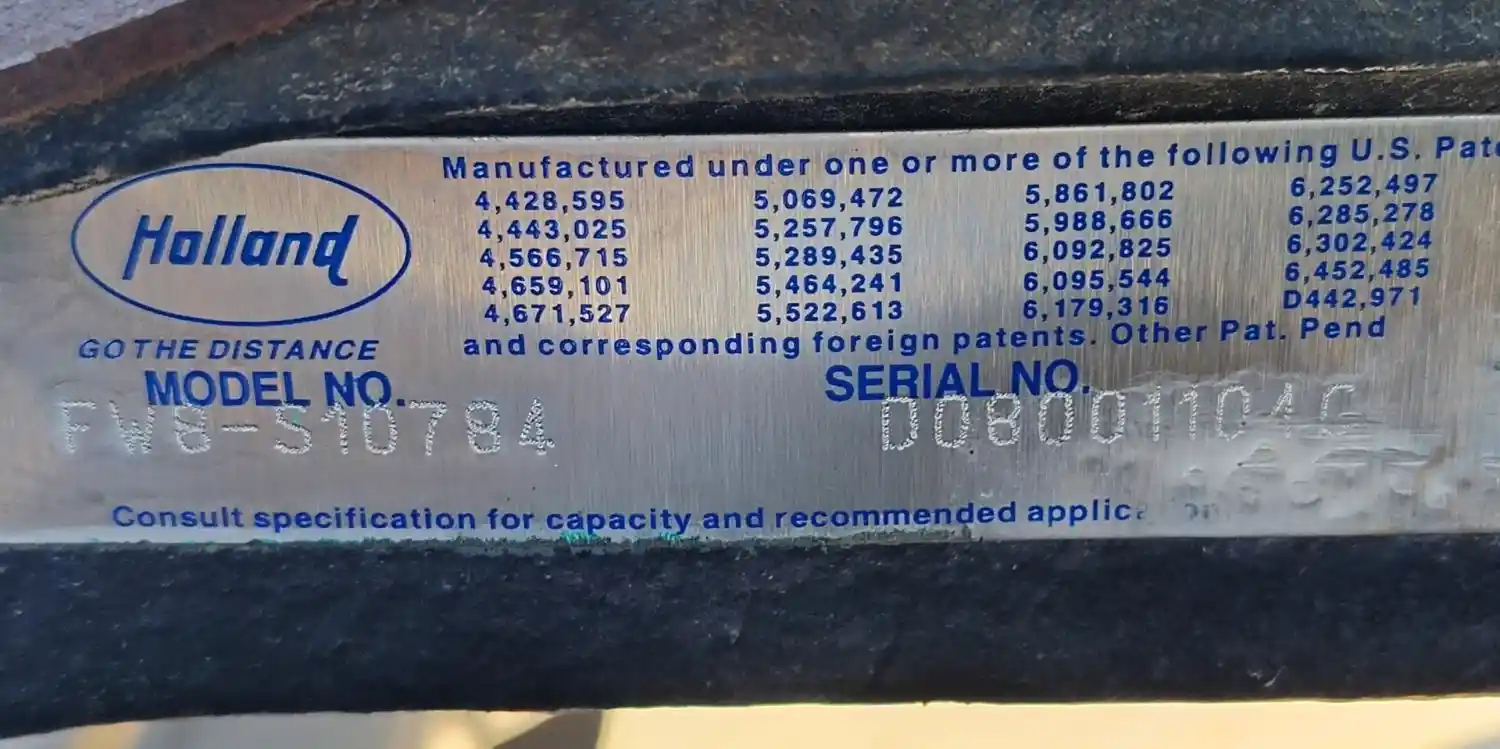 Holland
GO THE DISTANCE
Manufactured under one or more of the following U.S.
4,428,595 5,069,472 5,861,802 6,252,497
4,443,025 5,257,796 5,988,666 6,285,278
4,566,715 5,289,435 6,092,825 6,302,424
4,659,101 5,464,241 6,095,544 6,452,485
4,671,527 5,522,613 6,179,316 D442,971
and corresponding foreign patents. Other Pat. Pend
MODEL NO. SERIAL NO.
FW8-S10784
Consult specification for capacity and recommended